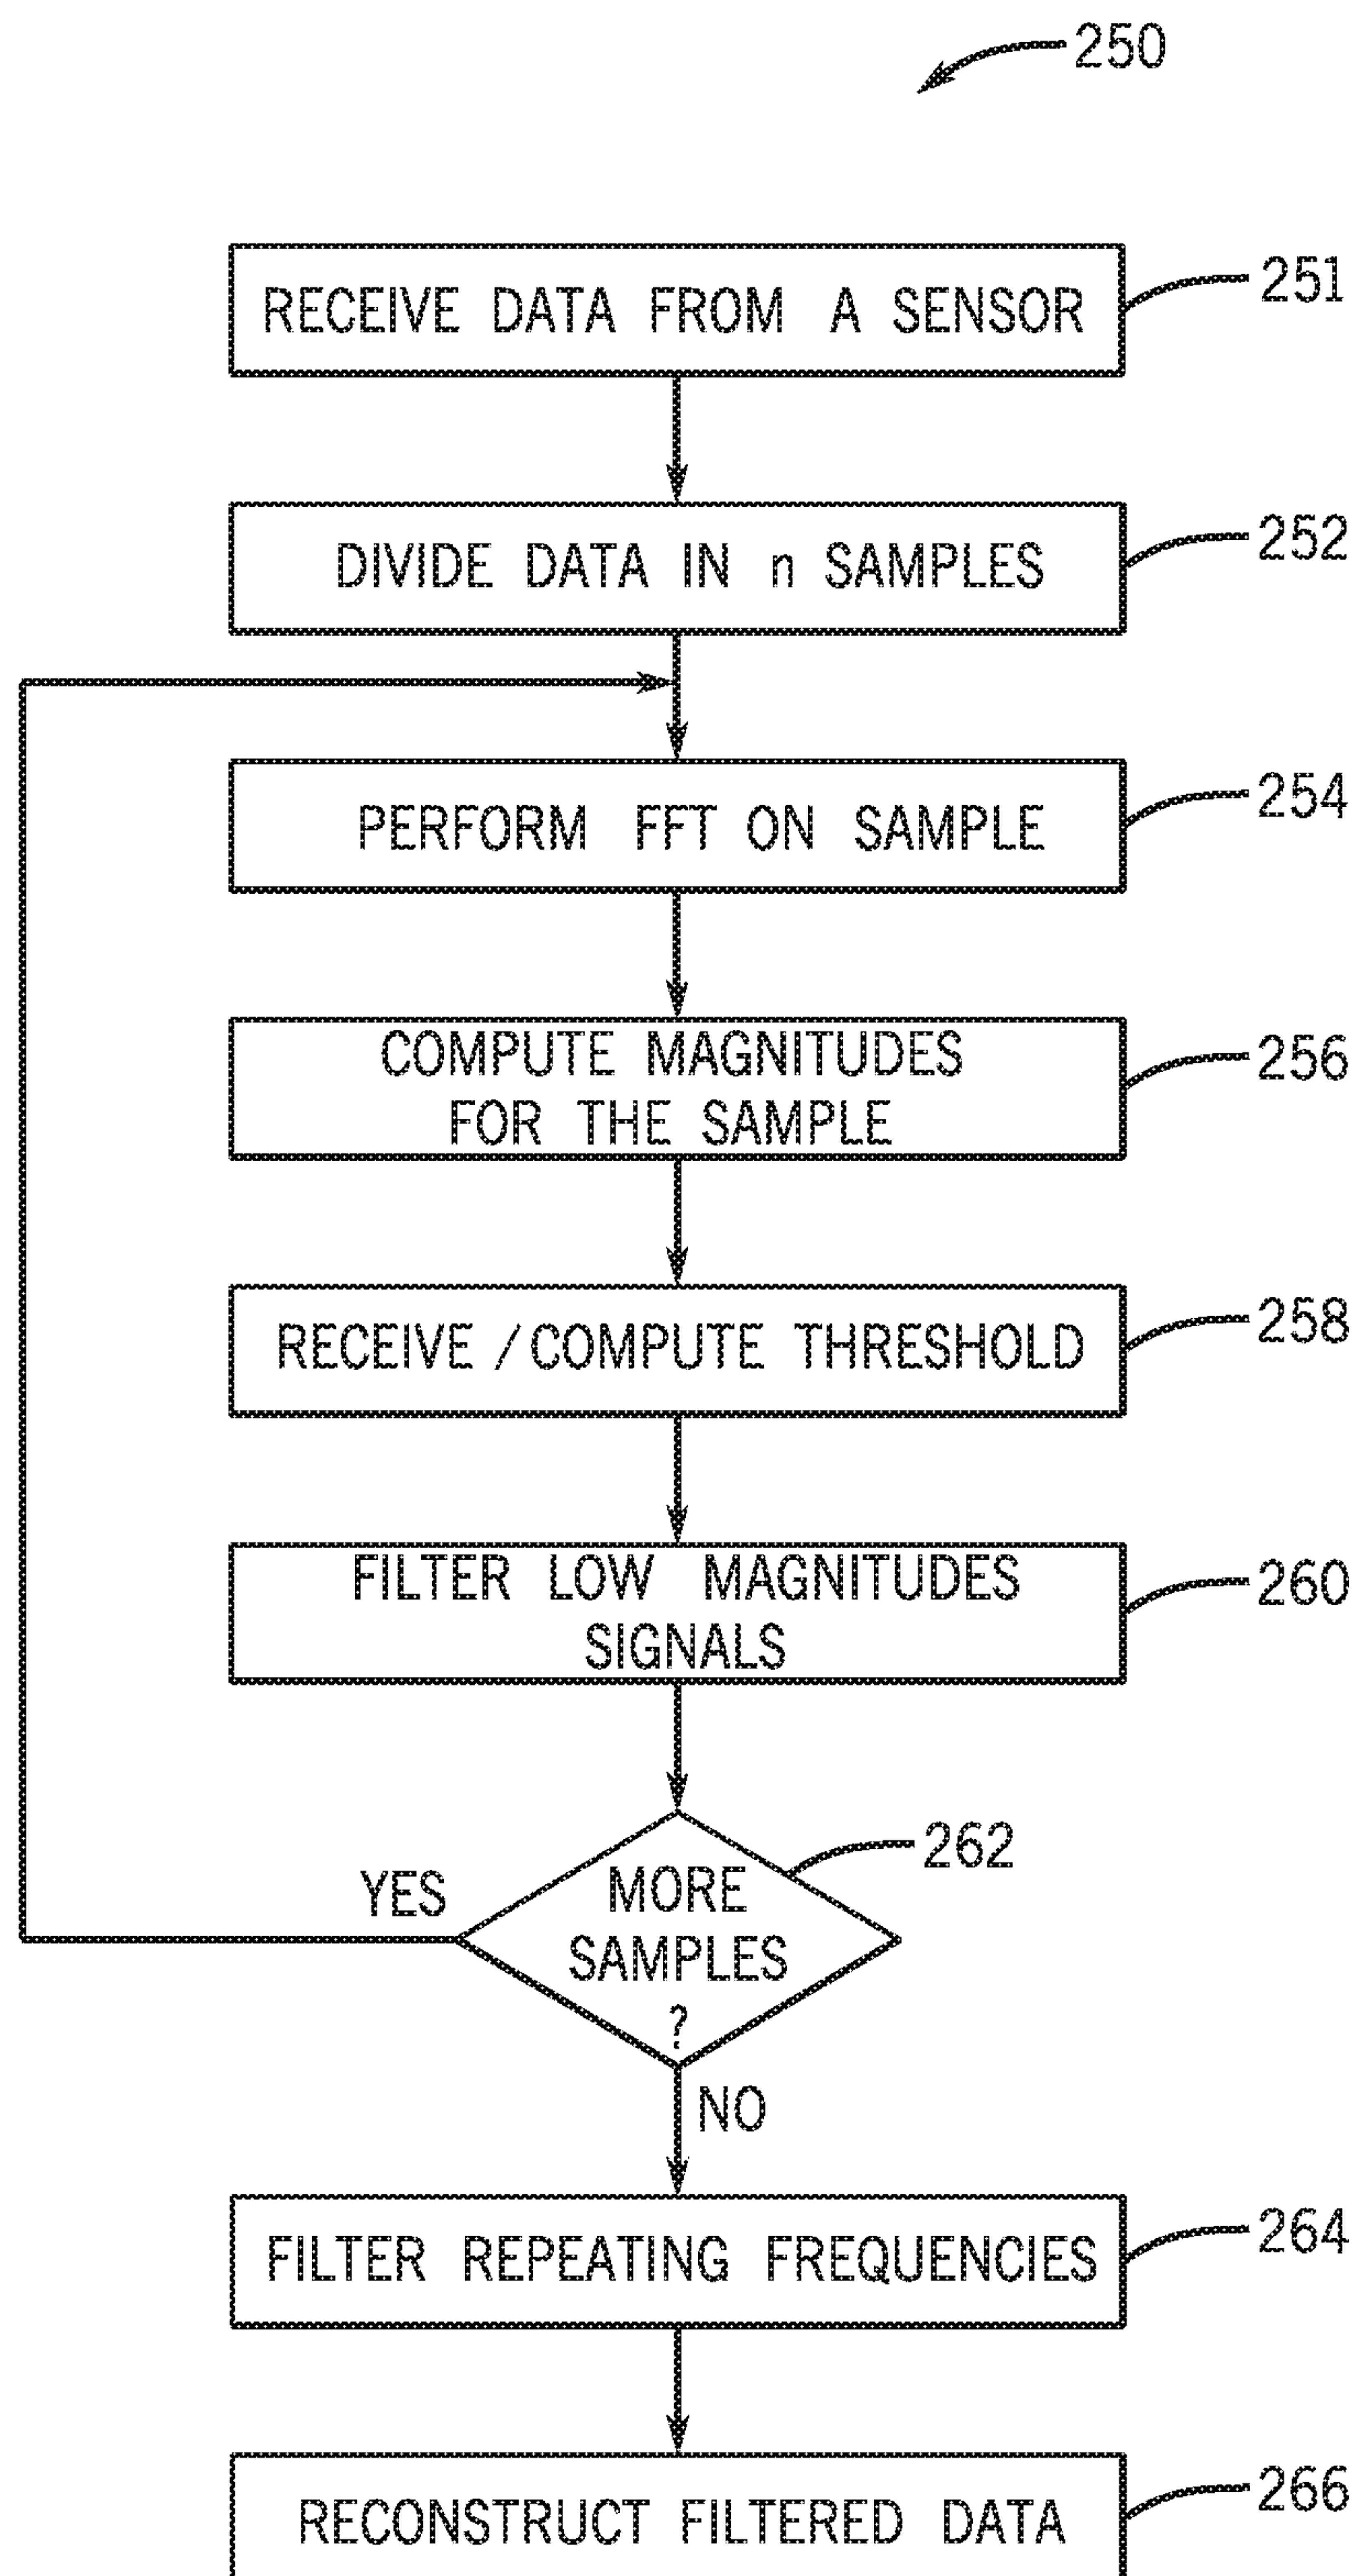 250
RECEIVE DATA FROM A SENSOR
251
DIVIDE DATA IN n SAMPLES
252
PERFORM FFT ON SAMPLE
254
COMPUTE MAGNITUDES
FOR THE SAMPLE
256
RECEIVE / COMPUTE THRESHOLD
258
FILTER LOW MAGNITUDES
SIGNALS
260
MORE
SAMPLES
?
262
YES
NO
FILTER REPEATING FREQUENCIES
264
RECONSTRUCT FILTERED DATA
266